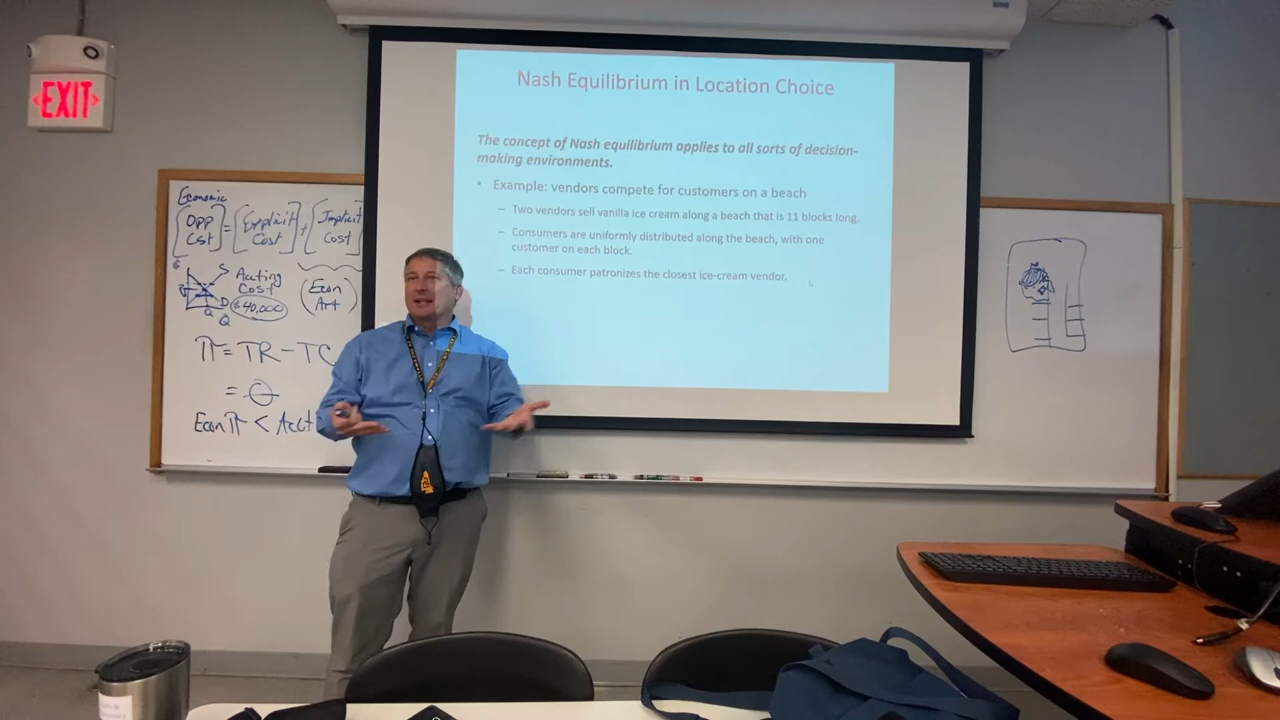 EXIT
Nash Equilibrium in Location Choice
The concept of Nash equilibrium applies to all sorts of decision-
making environments.
• Example: vendors compete for customers on a beach
– Two vendors sell vanilla ice cream along a beach that is 11 blocks long.
– Consumers are uniformly distributed along the beach, with one
customer on each block.
– Each consumer patronizes the closest ice-cream vendor.
Economic
[Opp Cst] = [Explicit Cost] + [Implicit Cost]
S
D
Q
Accting
Cost
$40,000
(Econ
π = TR - TC
=
Econ π < Acct